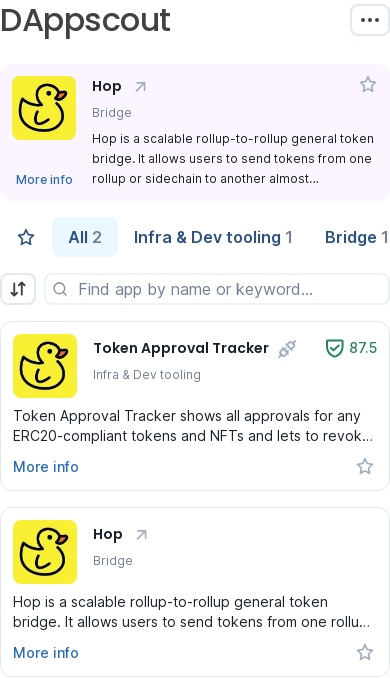 DAppscout
Hop
Bridge
Hop is a scalable rollup-to-rollup general token
bridge. It allows users to send tokens from one
rollup or sidechain to another almost...
More info
All 2 Infra & Dev tooling 1 Bridge 1
Find app by name or keyword...
Token Approval Tracker 87.5
Infra & Dev tooling
Token Approval Tracker shows all approvals for any
ERC20-compliant tokens and NFTs and lets to revok...
More info
Hop
Bridge
Hop is a scalable rollup-to-rollup general token
bridge. It allows users to send tokens from one rollu...
More info